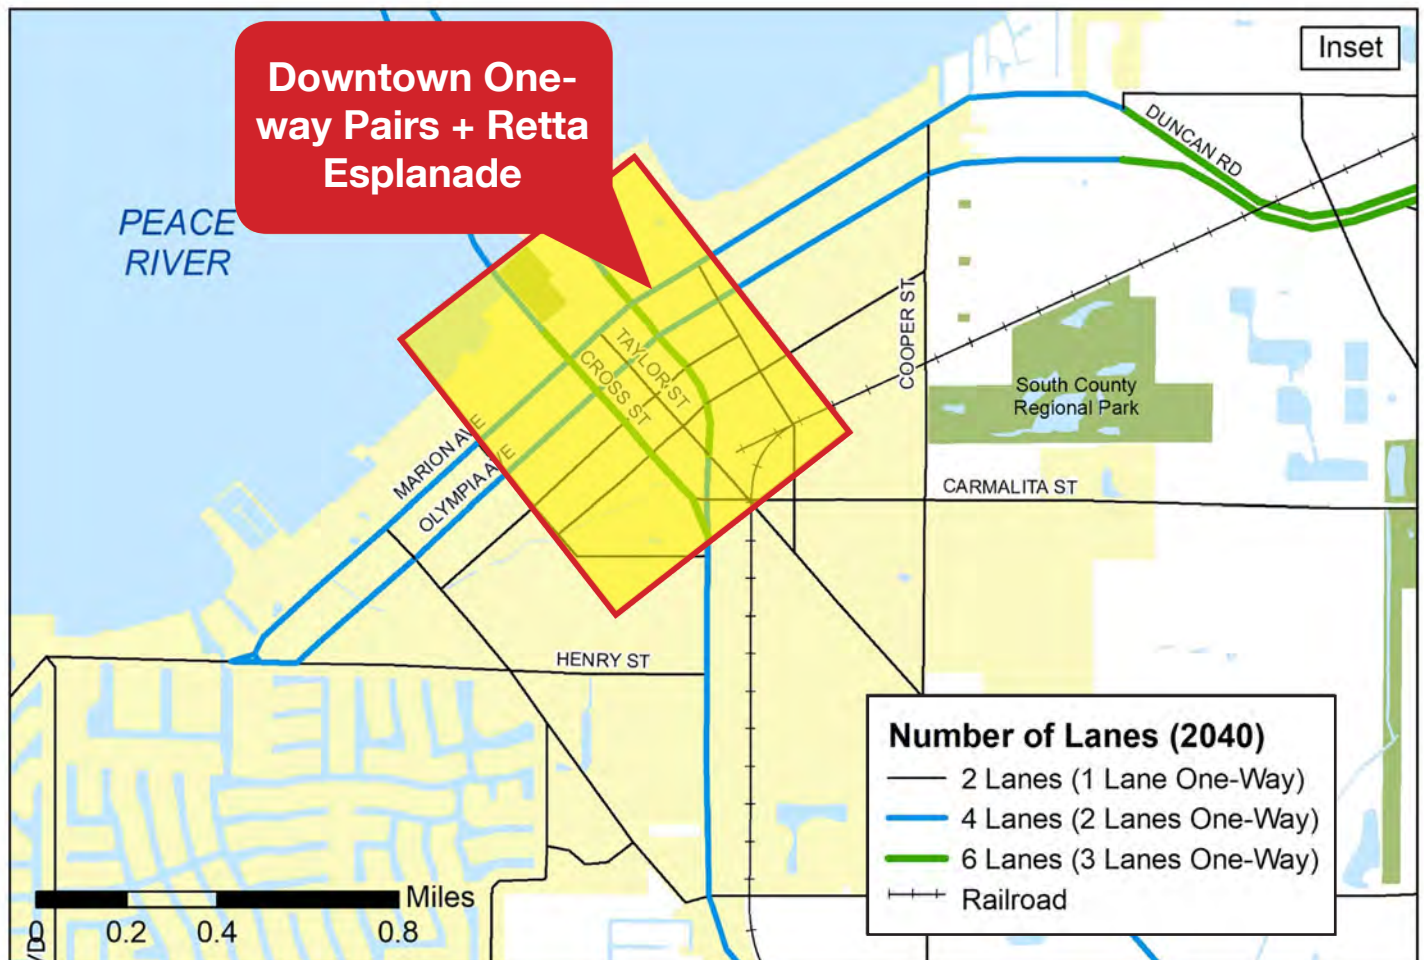 Inset
Downtown One-
way Pairs + Retta
Esplanade
DUNCAN RD
PEACE
RIVER
COOPER ST
TAYLOR ST
CROSS ST
South County
Regional Park
MARION AVE
OLYMPIA AVE
CARMALITA ST
HENRY ST
Number of Lanes (2040)
2 Lanes (1 Lane One-Way)
4 Lanes (2 Lanes One-Way)
6 Lanes (3 Lanes One-Way)
Railroad
Miles
0 0.2 0.4 0.8